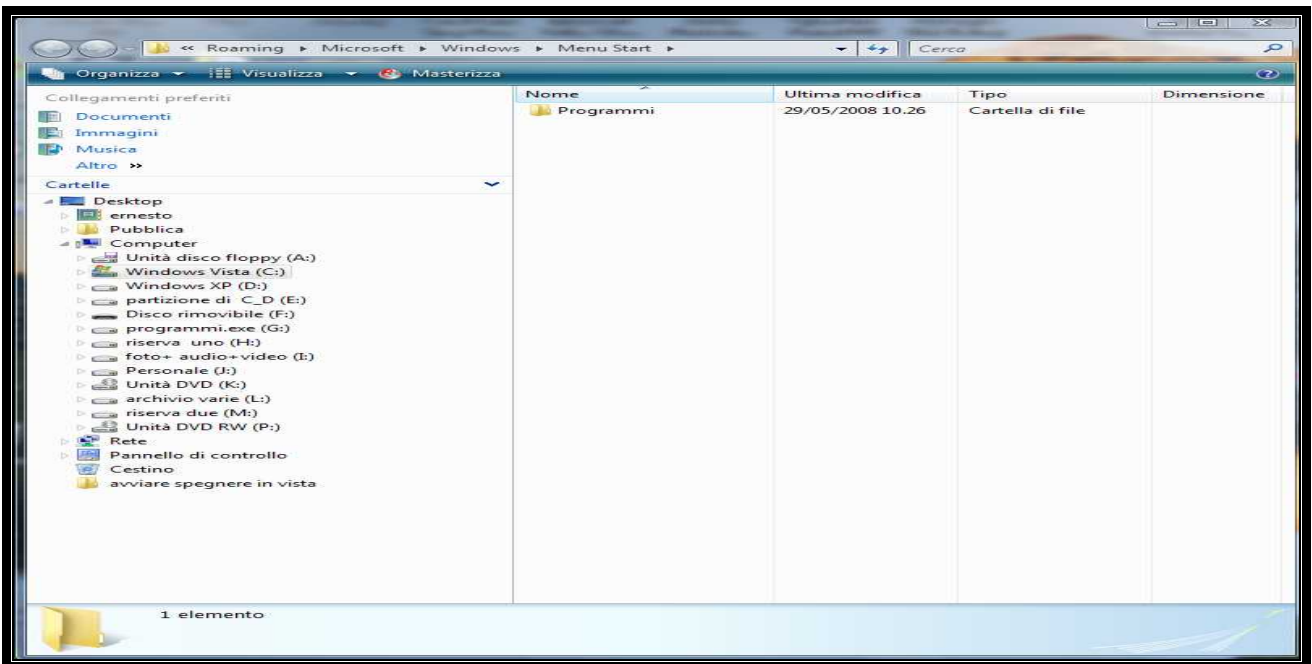 « Roaming ▸ Microsoft ▸ Windows ▸ Menu Start ▸ Cerca
Organizza Visualizza Masterizza
Collegamenti preferiti
Documenti
Immagini
Musica
Altro »
Cartelle
Desktop
ernesto
Pubblica
Computer
Unità disco floppy (A:)
Windows Vista (C:)
Windows XP (D:)
partizione di C_D (E:)
Disco rimovibile (F:)
programmi.exe (G:)
riserva uno (H:)
foto+ audio+video (I:)
Personale (J:)
Unità DVD (K:)
archivio varie (L:)
riserva due (M:)
Unità DVD RW (P:)
Rete
Pannello di controllo
Cestino
avviare spegnere in vista
Nome Ultima modifica Tipo Dimensione
Programmi 29/05/2008 10.26 Cartella di file
1 elemento